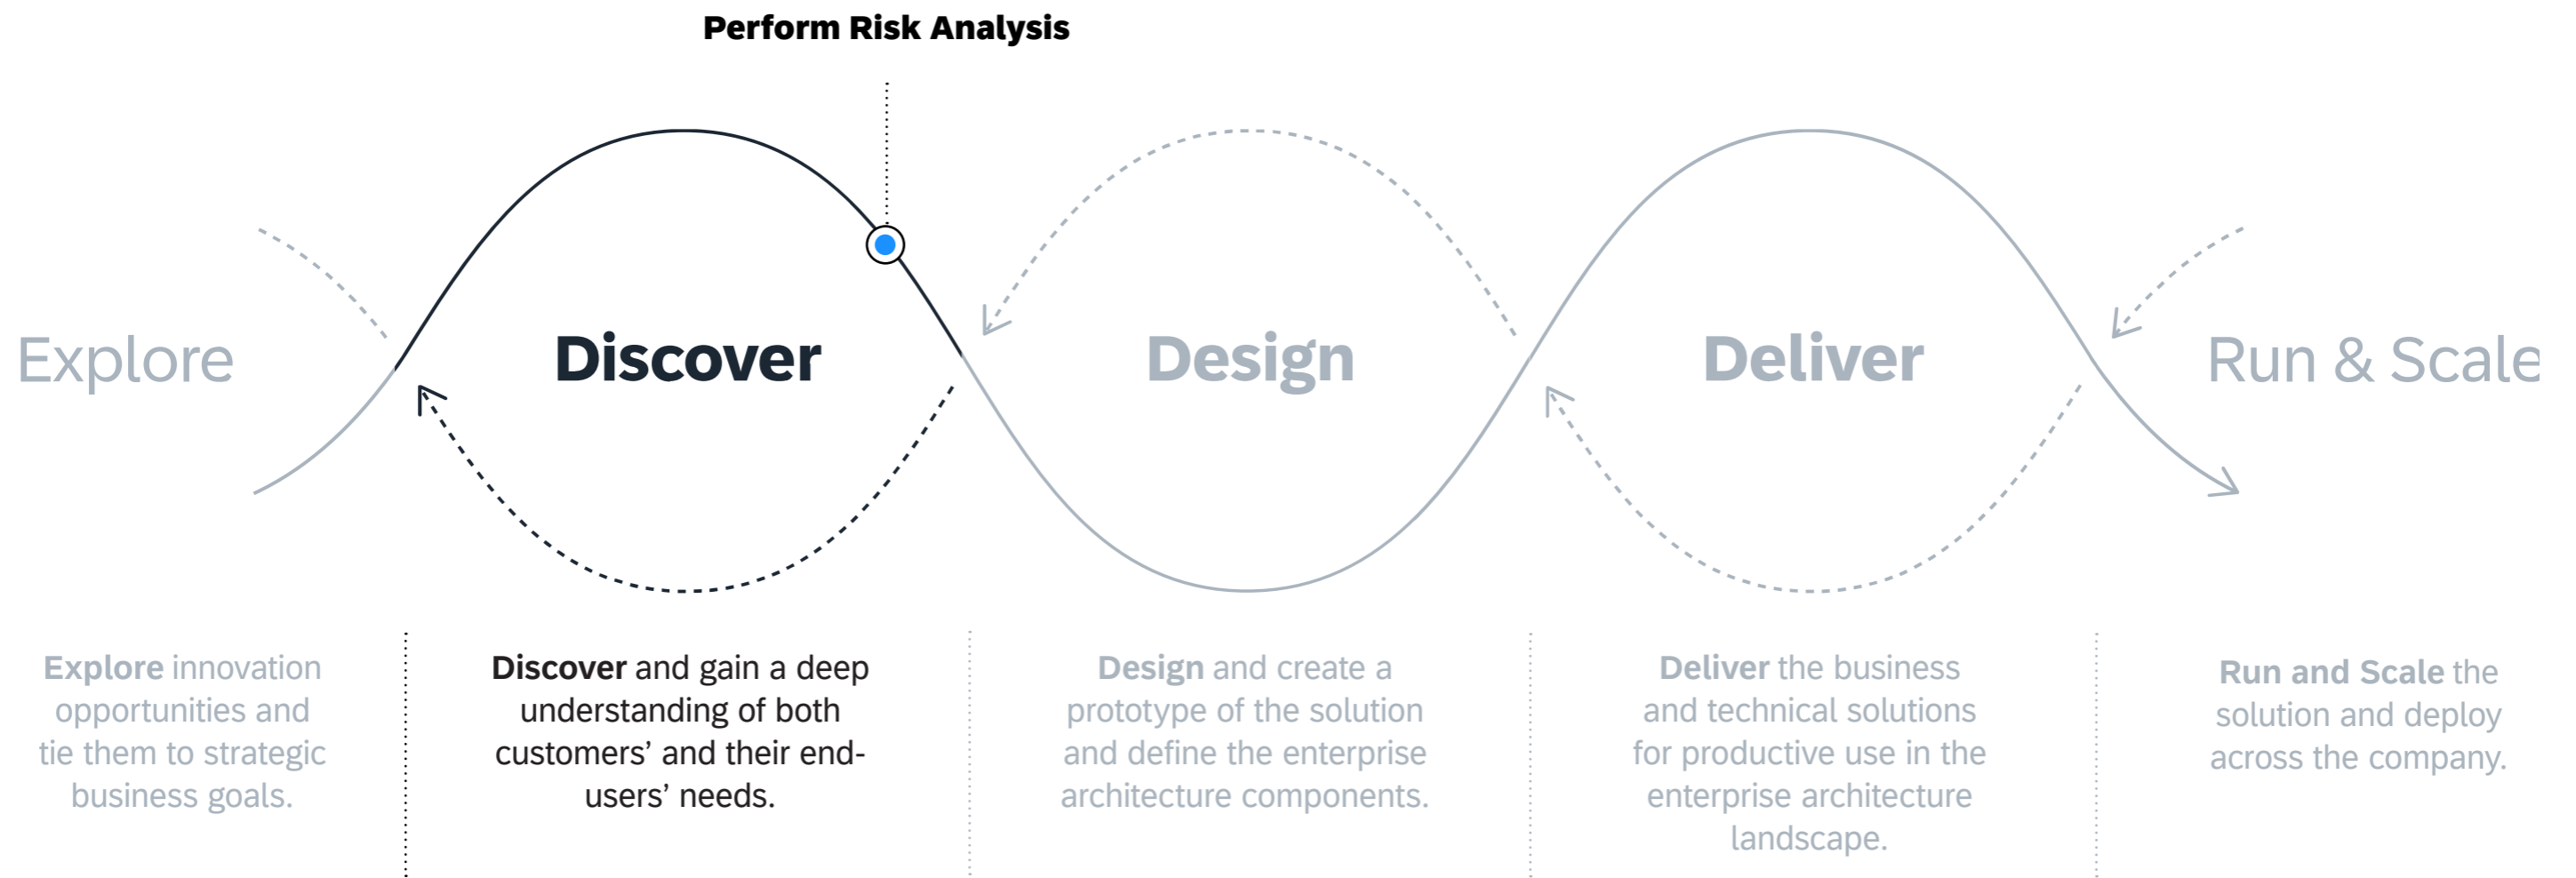 Perform Risk Analysis
Explore
Discover
Design
Deliver
Run & Scale
Explore innovation
opportunities and
tie them to strategic
business goals.
Discover and gain a deep
understanding of both
customers’ and their end-
users’ needs.
Design and create a
prototype of the solution
and define the enterprise
architecture components.
Deliver the business
and technical solutions
for productive use in the
enterprise architecture
landscape.
Run and Scale the
solution and deploy
across the company.